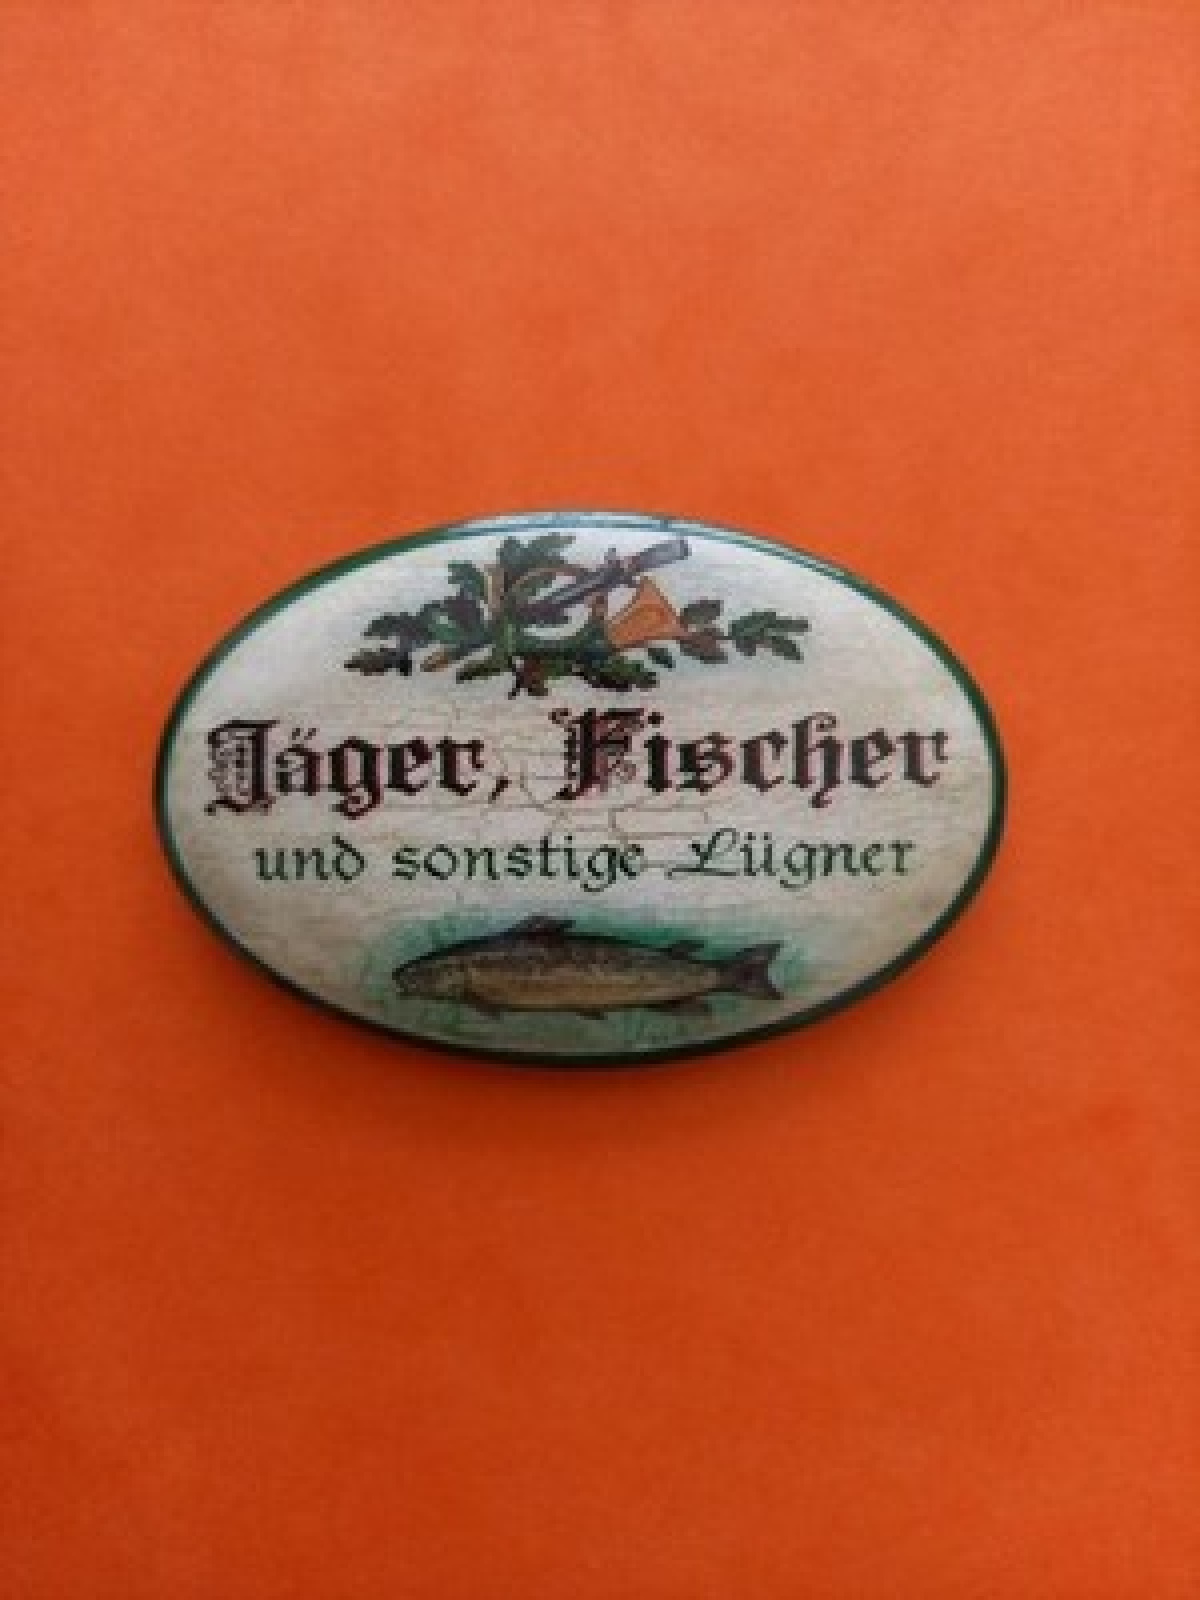 Jäger, Fischer
und sonstige Lügner